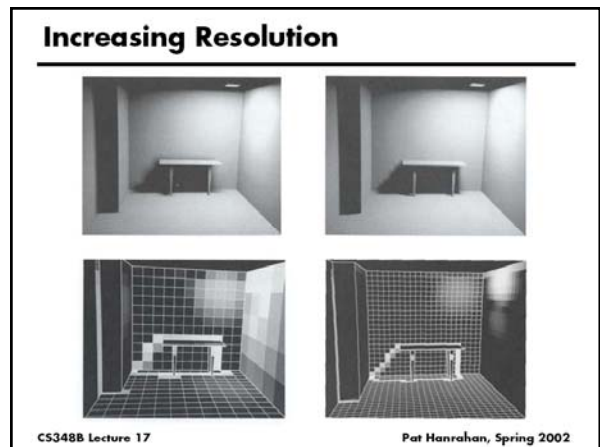 Increasing Resolution
CS348B Lecture 17
Pat Hanrahan, Spring 2002